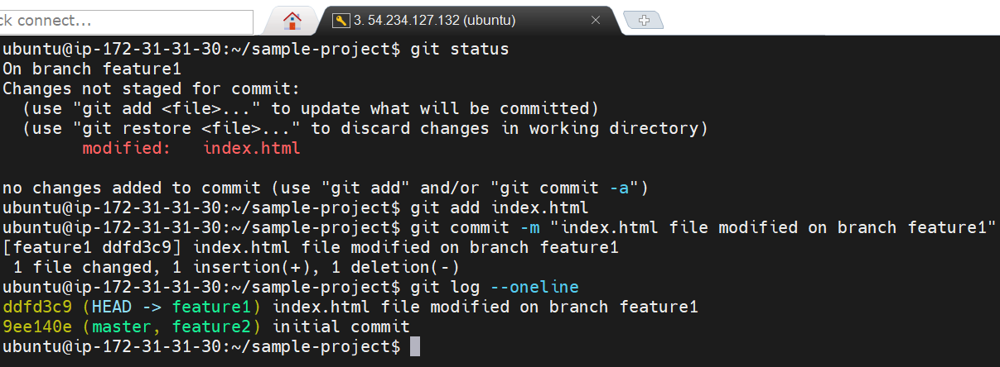 ck connect...
3. 54.234.127.132 (ubuntu)
ubuntu@ip-172-31-31-30:~/sample-project$ git status
On branch feature1
Changes not staged for commit:
  (use "git add <file>..." to update what will be committed)
  (use "git restore <file>..." to discard changes in working directory)
        modified:   index.html
no changes added to commit (use "git add" and/or "git commit -a")
ubuntu@ip-172-31-31-30:~/sample-project$ git add index.html
ubuntu@ip-172-31-31-30:~/sample-project$ git commit -m "index.html file modified on branch feature1"
[feature1 ddfd3c9] index.html file modified on branch feature1
 1 file changed, 1 insertion(+), 1 deletion(-)
ubuntu@ip-172-31-31-30:~/sample-project$ git log --oneline
ddfd3c9 (HEAD -> feature1) index.html file modified on branch feature1
9ee140e (master, feature2) initial commit
ubuntu@ip-172-31-31-30:~/sample-project$